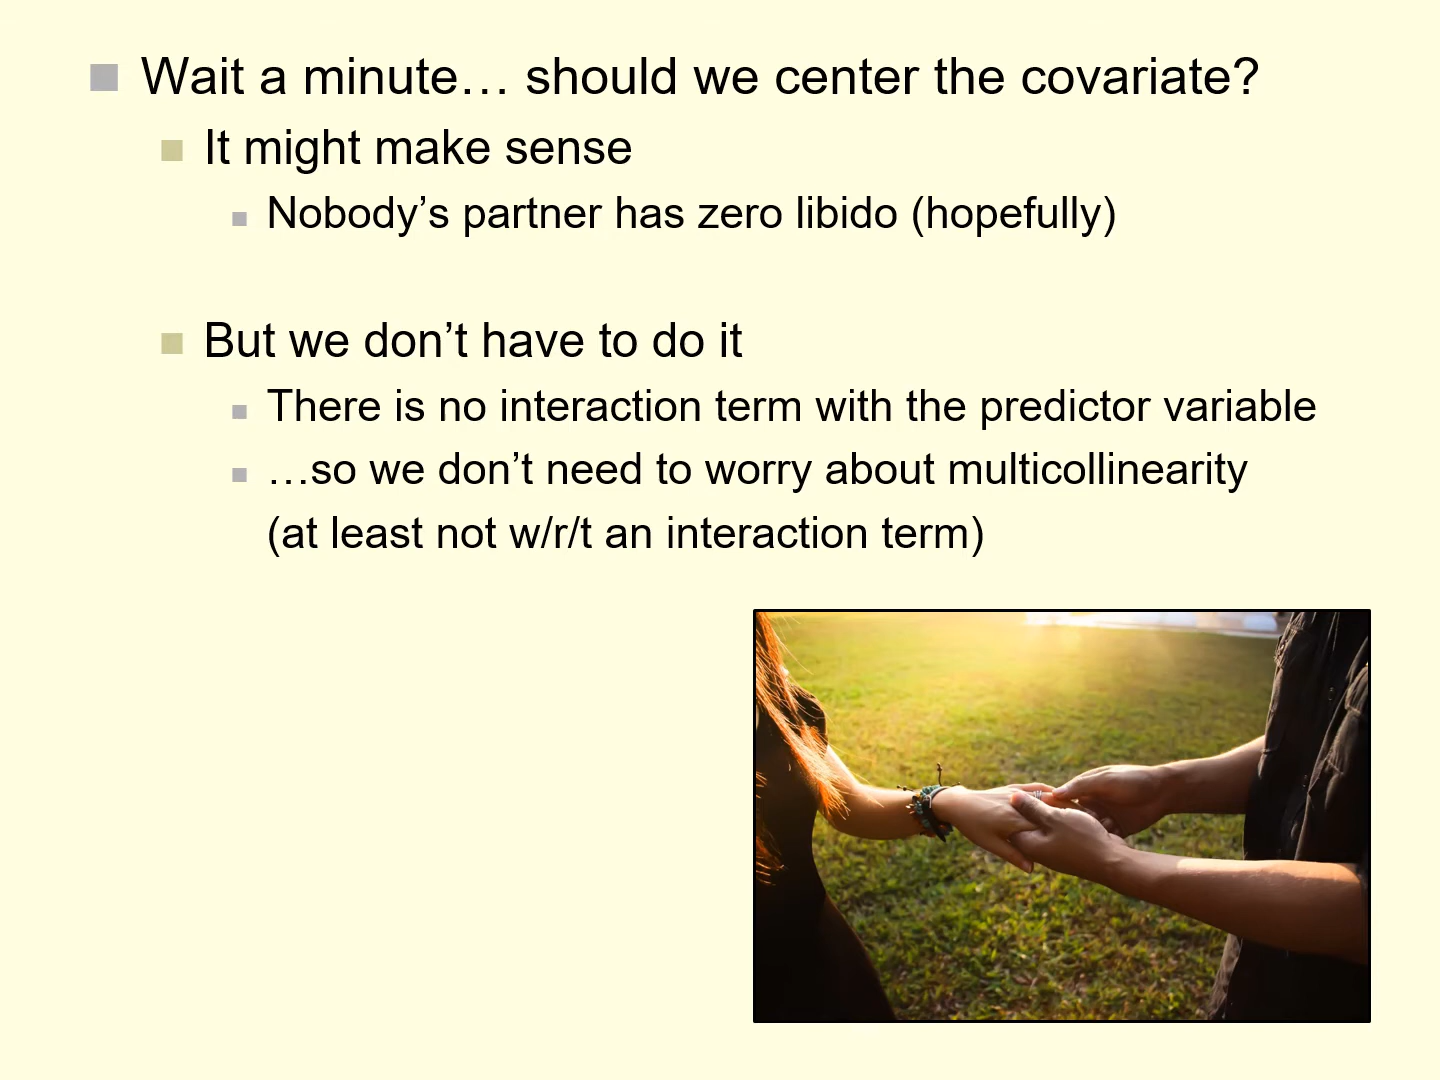 Wait a minute… should we center the covariate?
It might make sense
Nobody’s partner has zero libido (hopefully)
But we don’t have to do it
There is no interaction term with the predictor variable
…so we don’t need to worry about multicollinearity
(at least not w/r/t an interaction term)